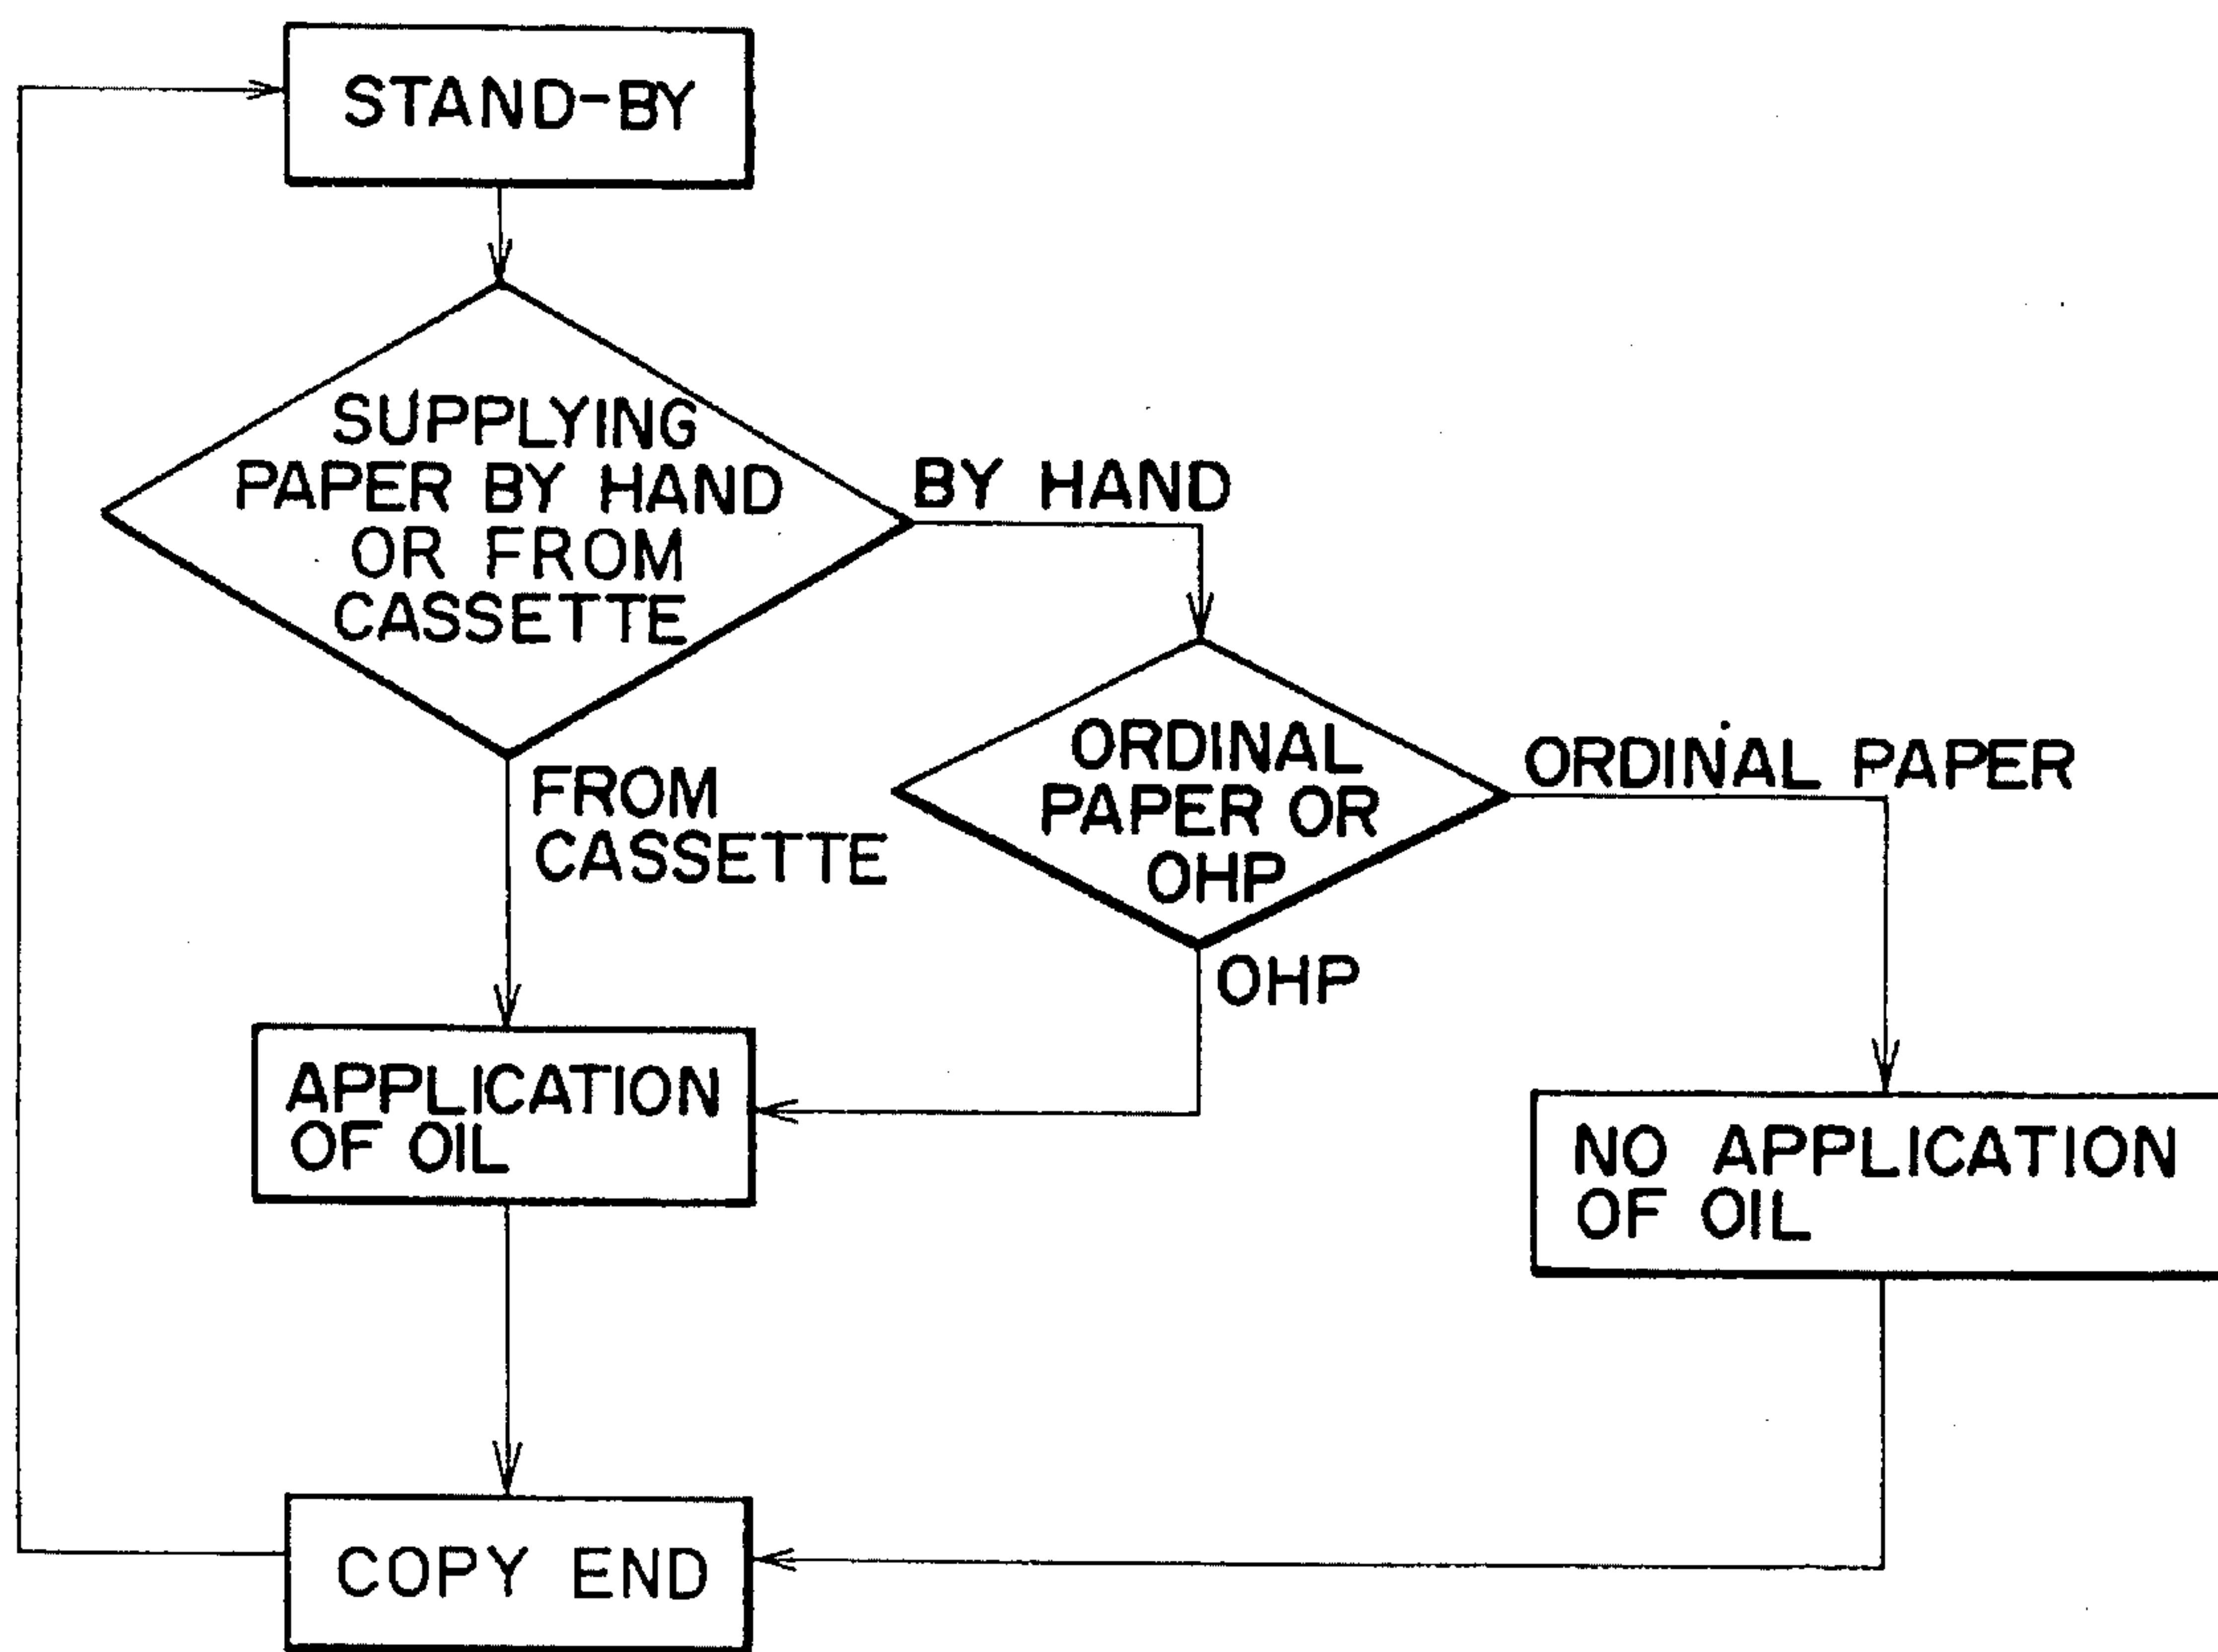 STAND-BY
SUPPLYING
PAPER BY HAND
OR FROM
CASSETTE
BY HAND
FROM
CASSETTE
ORDINAL
PAPER OR
OHP
ORDINAL PAPER
OHP
APPLICATION
OF OIL
NO APPLICATION
OF OIL
COPY END